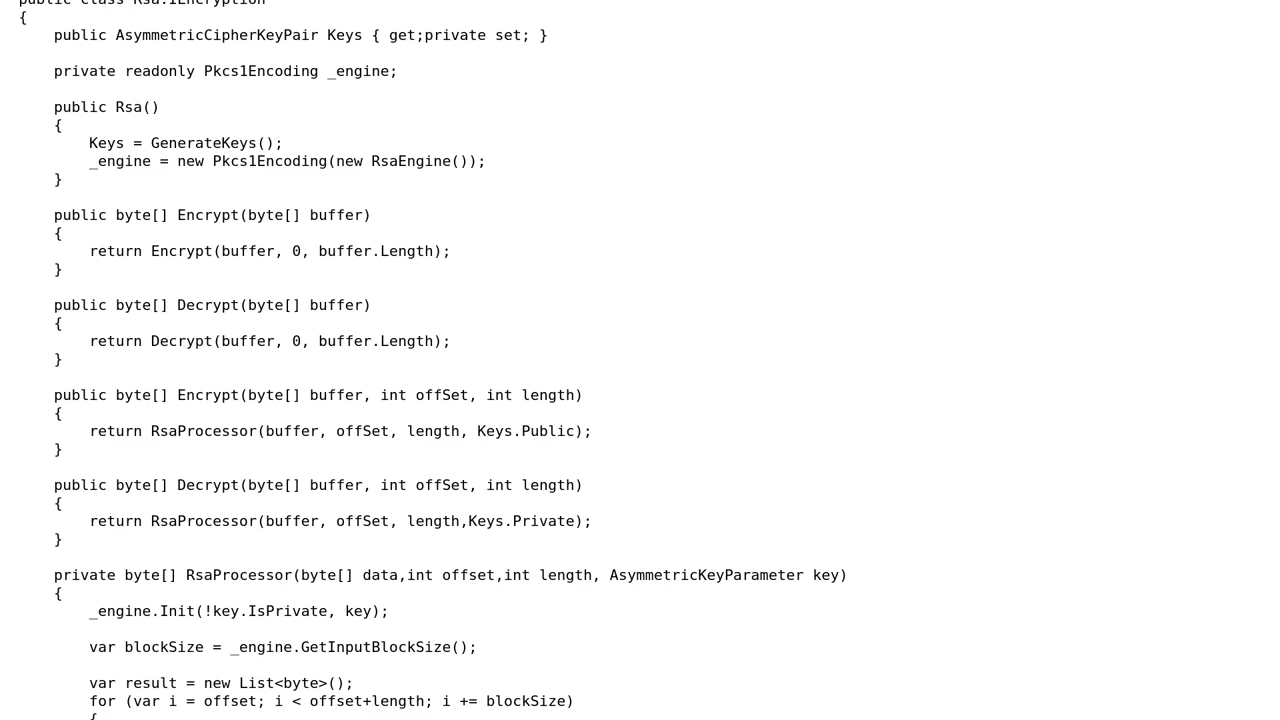 public class Rsa:IEncryption
{
    public AsymmetricCipherKeyPair Keys { get;private set; }

    private readonly Pkcs1Encoding _engine;

    public Rsa()
    {
        Keys = GenerateKeys();
        _engine = new Pkcs1Encoding(new RsaEngine());
    }

    public byte[] Encrypt(byte[] buffer)
    {
        return Encrypt(buffer, 0, buffer.Length);
    }

    public byte[] Decrypt(byte[] buffer)
    {
        return Decrypt(buffer, 0, buffer.Length);
    }

    public byte[] Encrypt(byte[] buffer, int offSet, int length)
    {
        return RsaProcessor(buffer, offSet, length, Keys.Public);
    }

    public byte[] Decrypt(byte[] buffer, int offSet, int length)
    {
        return RsaProcessor(buffer, offSet, length,Keys.Private);
    }

    private byte[] RsaProcessor(byte[] data,int offset,int length, AsymmetricKeyParameter key)
    {
        _engine.Init(!key.IsPrivate, key);

        var blockSize = _engine.GetInputBlockSize();

        var result = new List<byte>();
        for (var i = offset; i < offset+length; i += blockSize)
        {